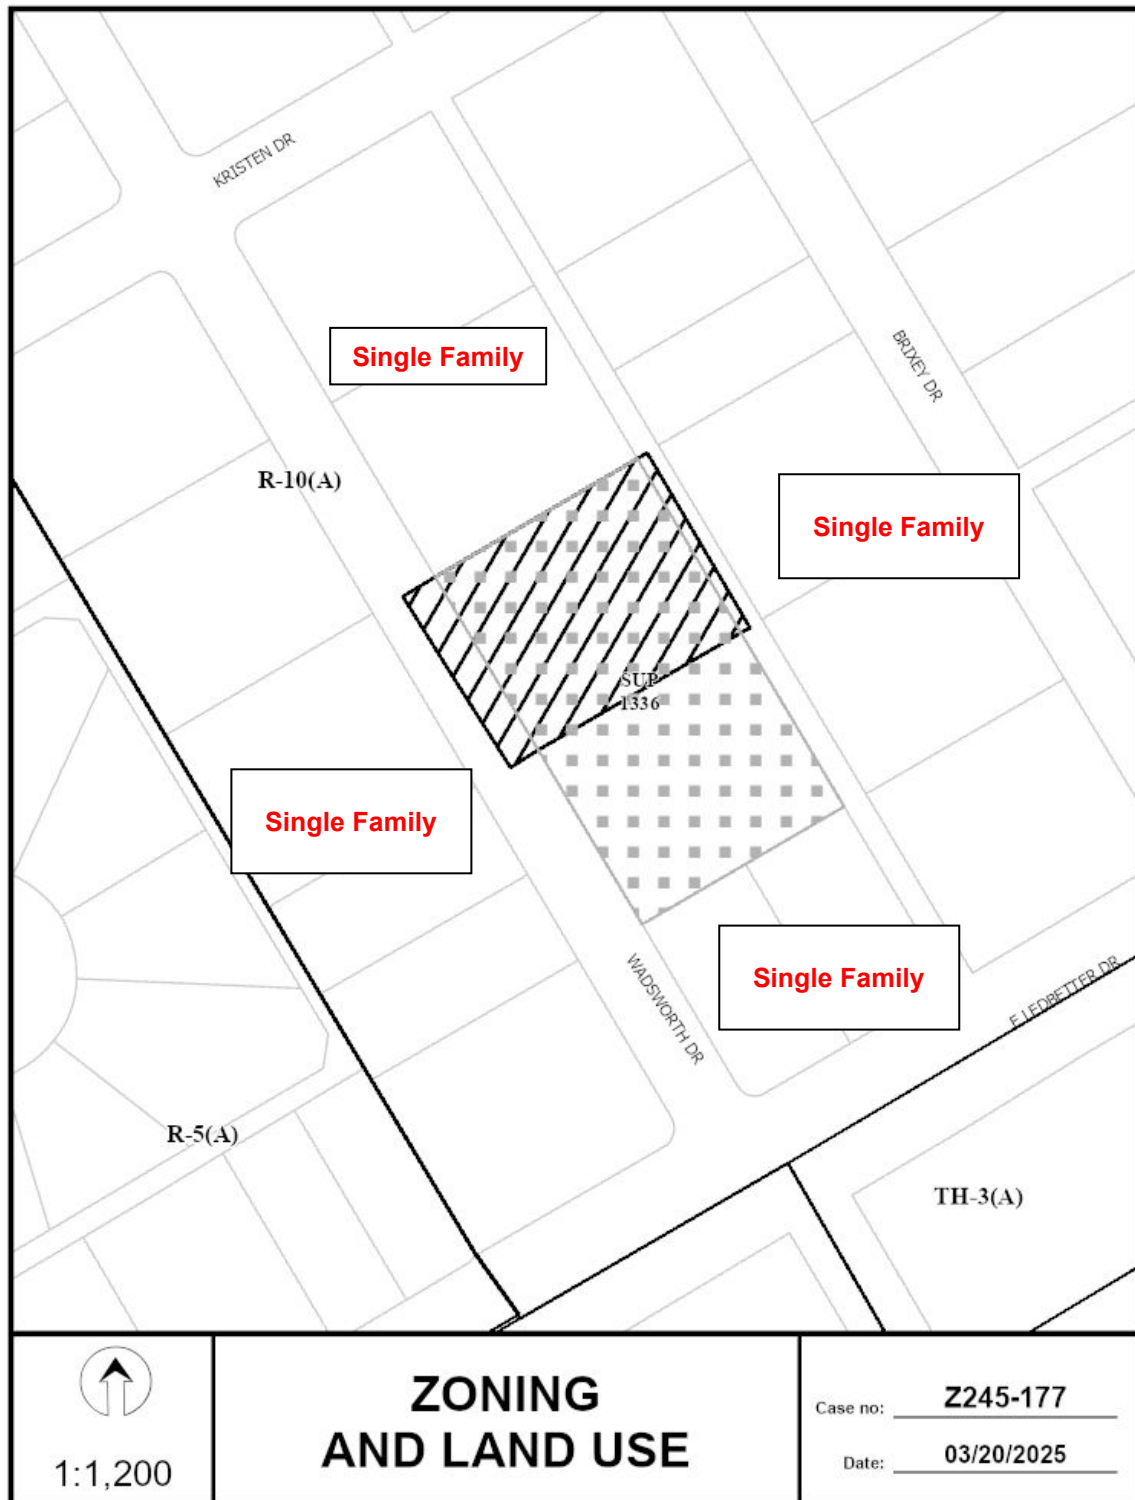 KRISTEN DR
Single Family
BRIXEY DR
R-10(A)
Single Family
SUP
1336
Single Family
WADSWORTH DR
Single Family
E LEDBETTER DR
R-5(A)
TH-3(A)
1:1,200
ZONING
AND LAND USE
Case no: Z245-177
Date: 03/20/2025